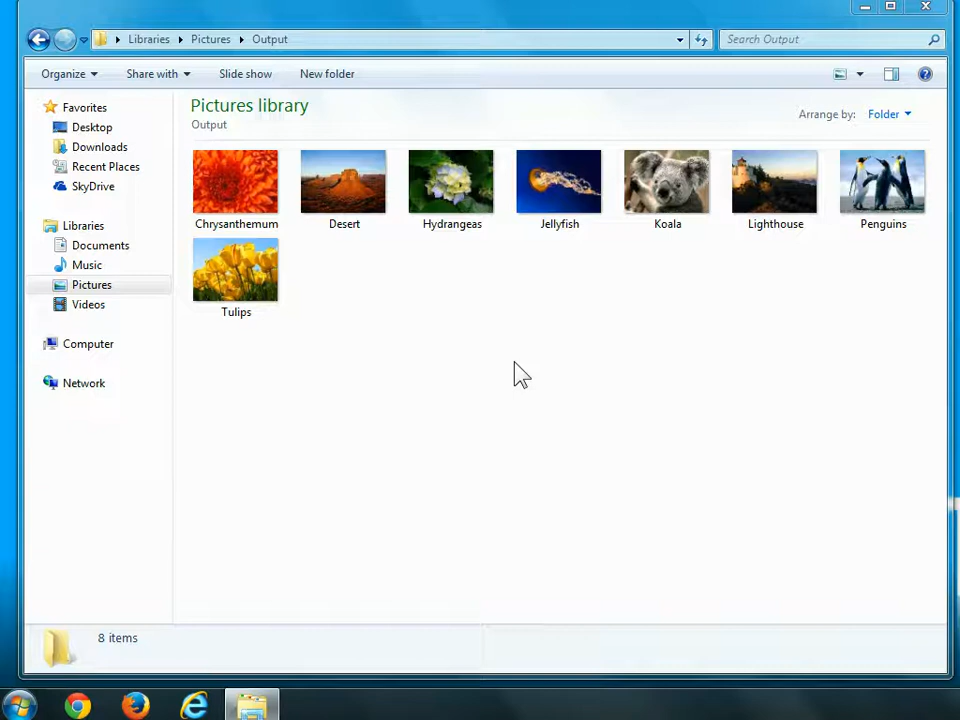 Libraries Pictures Output
Search Output
Organize Share with Slide show New folder
Favorites
Desktop
Downloads
Recent Places
SkyDrive
Libraries
Documents
Music
Pictures
Videos
Computer
Network
Pictures library
Output
Arrange by: Folder
Chrysanthemum Desert Hydrangeas Jellyfish Koala Lighthouse Penguins
Tulips
8 items